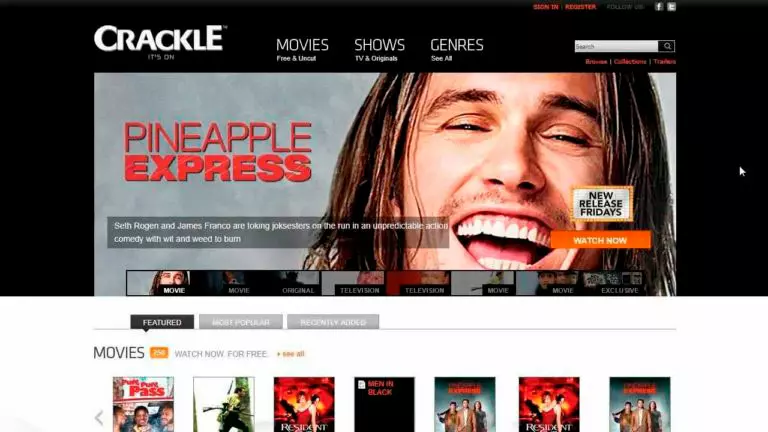 SIGN IN | REGISTER FOLLOW US!
CRACKLE™
IT'S ON
MOVIES SHOWS GENRES
Free & Uncut TV & Originals See All
Search
Browse | Collections | Trailers
PINEAPPLE
EXPRESS
NEW
RELEASE
FRIDAYS
Seth Rogen and James Franco are toking joksesters on the run in an unpredictable action
comedy with wit and weed to burn
WATCH NOW
MOVIE MOVIE ORIGINAL TELEVISION TELEVISION MOVIE MOVIE EXCLUSIVE
FEATURED MOST POPULAR RECENTLY ADDED
MOVIES 250 WATCH NOW. FOR FREE. see all
Pass
MEN IN
BLACK
PINEAPPLE
EXPRESS
PINEAPPLE
EXPRESS
RESIDENT
RESIDENT